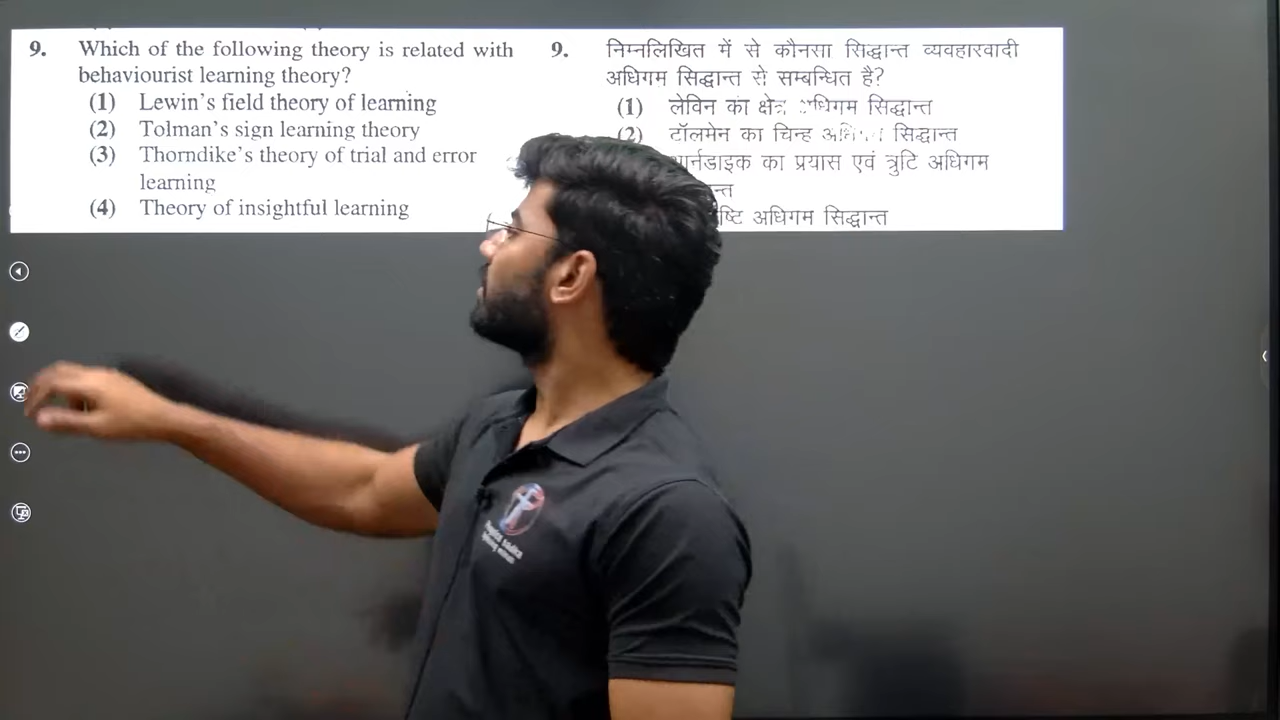 9. Which of the following theory is related with
behaviourist learning theory?
(1) Lewin's field theory of learning
(2) Tolman's sign learning theory
(3) Thorndike's theory of trial and error
learning
(4) Theory of insightful learning
9. निम्नलिखित में से कौनसा सिद्धान्त व्यवहारवादी
अधिगम सिद्धान्त से सम्बन्धित है?
(1) लेविन का क्षेत्र अधिगम सिद्धान्त
(2) टॉलमेन का चिन्ह अधिगम सिद्धान्त
का प्रयास एवं त्रुटि अधिगम
अधिगम सिद्धान्त